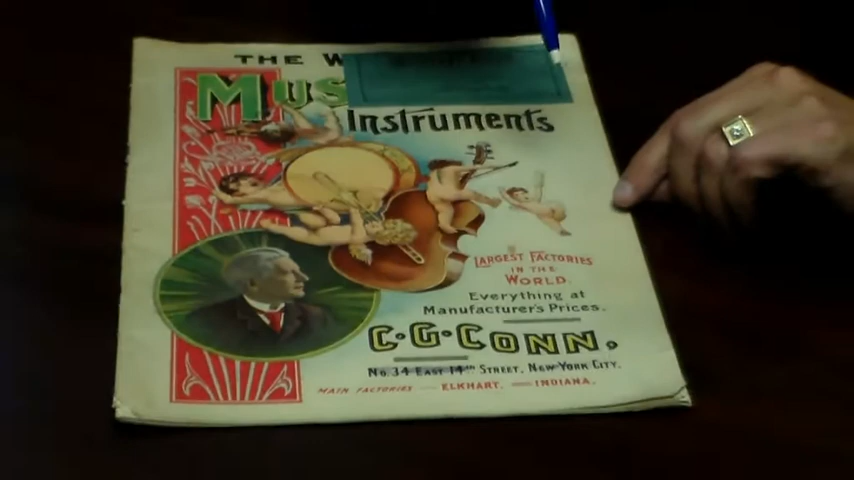 THE
Instruments
LARGEST FACTORIES
IN THE
WORLD.
Everything at
Manufacturer's Prices.
C.G.CONN.
No. 34 EAST 14TH STREET, NEW YORK CITY.
MAIN FACTORIES — ELKHART. — INDIANA.